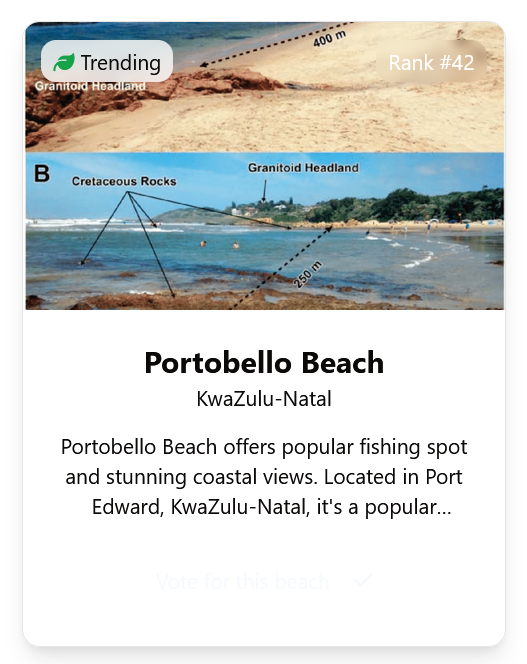 400 m
Trending
Rank #42
Granitoid Headland
B
Granitoid Headland
Cretaceous Rocks
250 m
Portobello Beach
KwaZulu-Natal
Portobello Beach offers popular fishing spot
and stunning coastal views. Located in Port
Edward, KwaZulu-Natal, it's a popular...
Vote for this beach